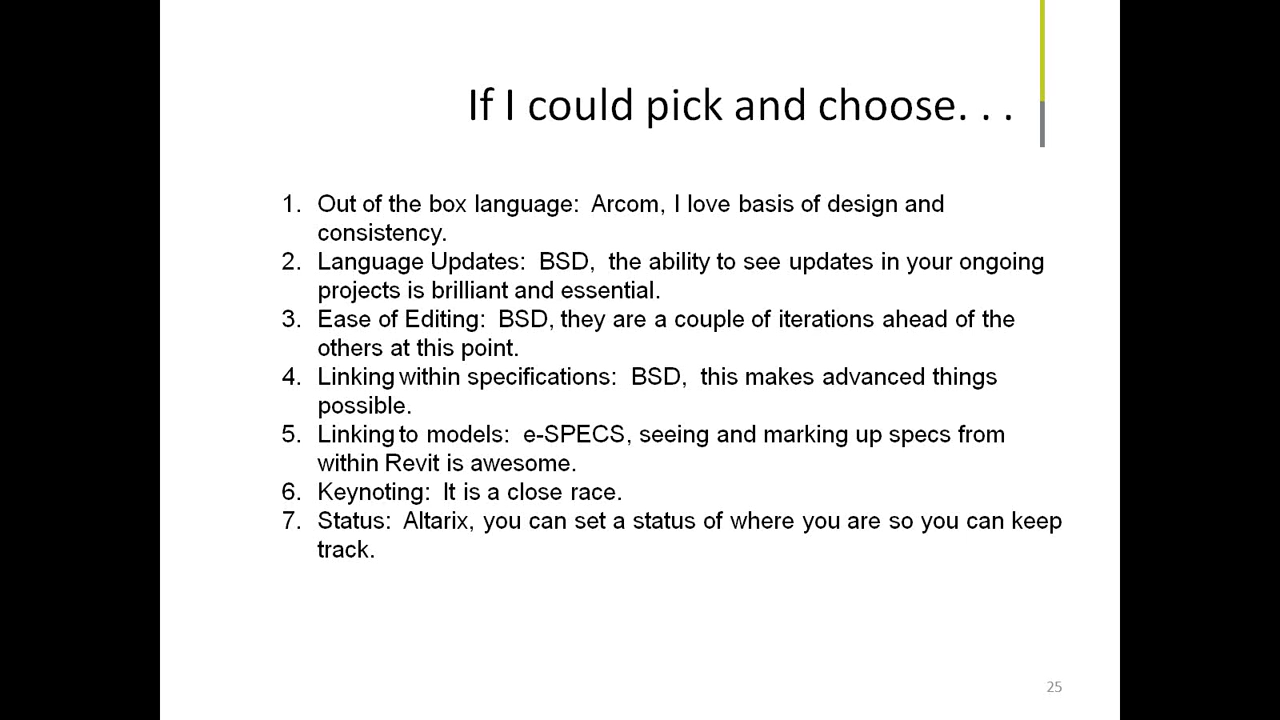 If I could pick and choose. . .
1. Out of the box language: Arcom, I love basis of design and
consistency.
2. Language Updates: BSD, the ability to see updates in your ongoing
projects is brilliant and essential.
3. Ease of Editing: BSD, they are a couple of iterations ahead of the
others at this point.
4. Linking within specifications: BSD, this makes advanced things
possible.
5. Linking to models: e-SPECS, seeing and marking up specs from
within Revit is awesome.
6. Keynoting: It is a close race.
7. Status: Altarix, you can set a status of where you are so you can keep
track.
25